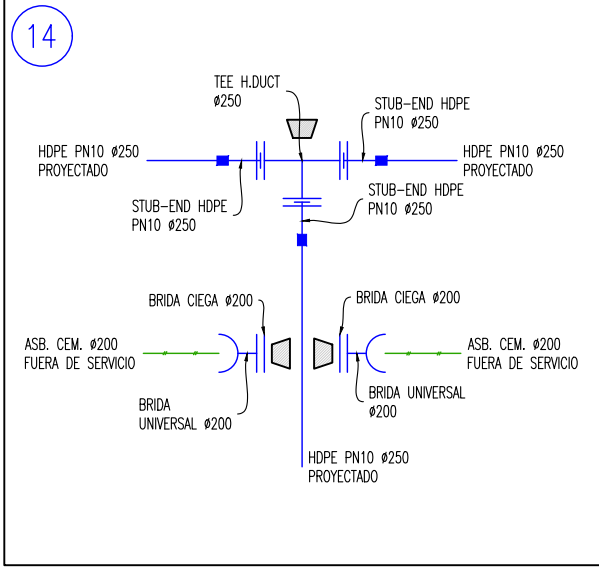 14
TEE H.DUCT
ø250
STUB-END HDPE
PN10 ø250
HDPE PN10 ø250
PROYECTADO
HDPE PN10 ø250
PROYECTADO
STUB-END HDPE
PN10 ø250
STUB-END HDPE
PN10 ø250
BRIDA CIEGA ø200
BRIDA CIEGA ø200
ASB. CEM. ø200
FUERA DE SERVICIO
ASB. CEM. ø200
FUERA DE SERVICIO
BRIDA
UNIVERSAL ø200
BRIDA UNIVERSAL
ø200
HDPE PN10 ø250
PROYECTADO